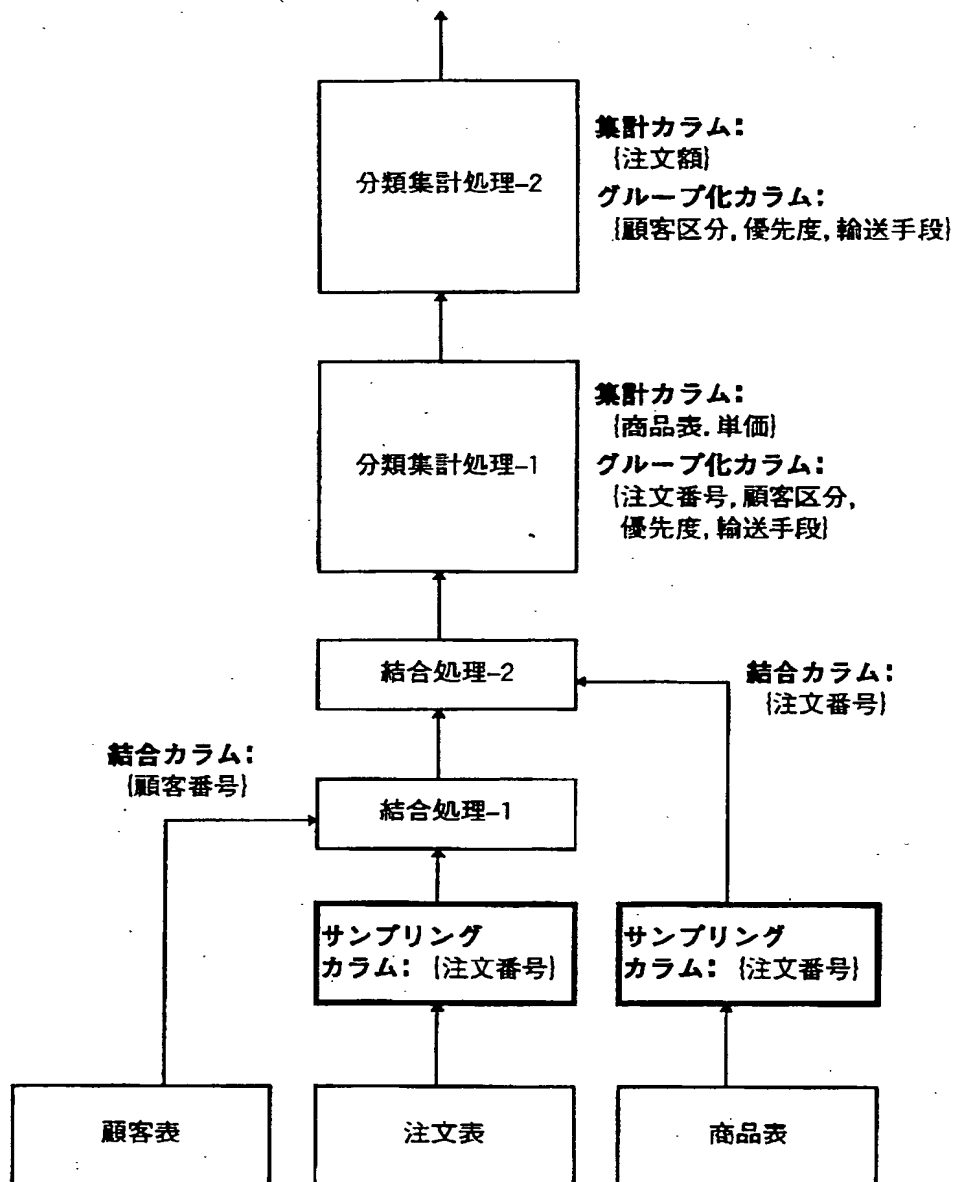 分類集計処理-2
集計カラム:
{注文額}
グループ化カラム:
{顧客区分, 優先度, 輸送手段}
分類集計処理-1
集計カラム:
{商品表. 単価}
グループ化カラム:
{注文番号, 顧客区分,
優先度, 輸送手段}
結合処理-2
結合カラム:
{注文番号}
結合カラム:
{顧客番号}
結合処理-1
サンプリング
カラム: {注文番号}
サンプリング
カラム: {注文番号}
顧客表
注文表
商品表